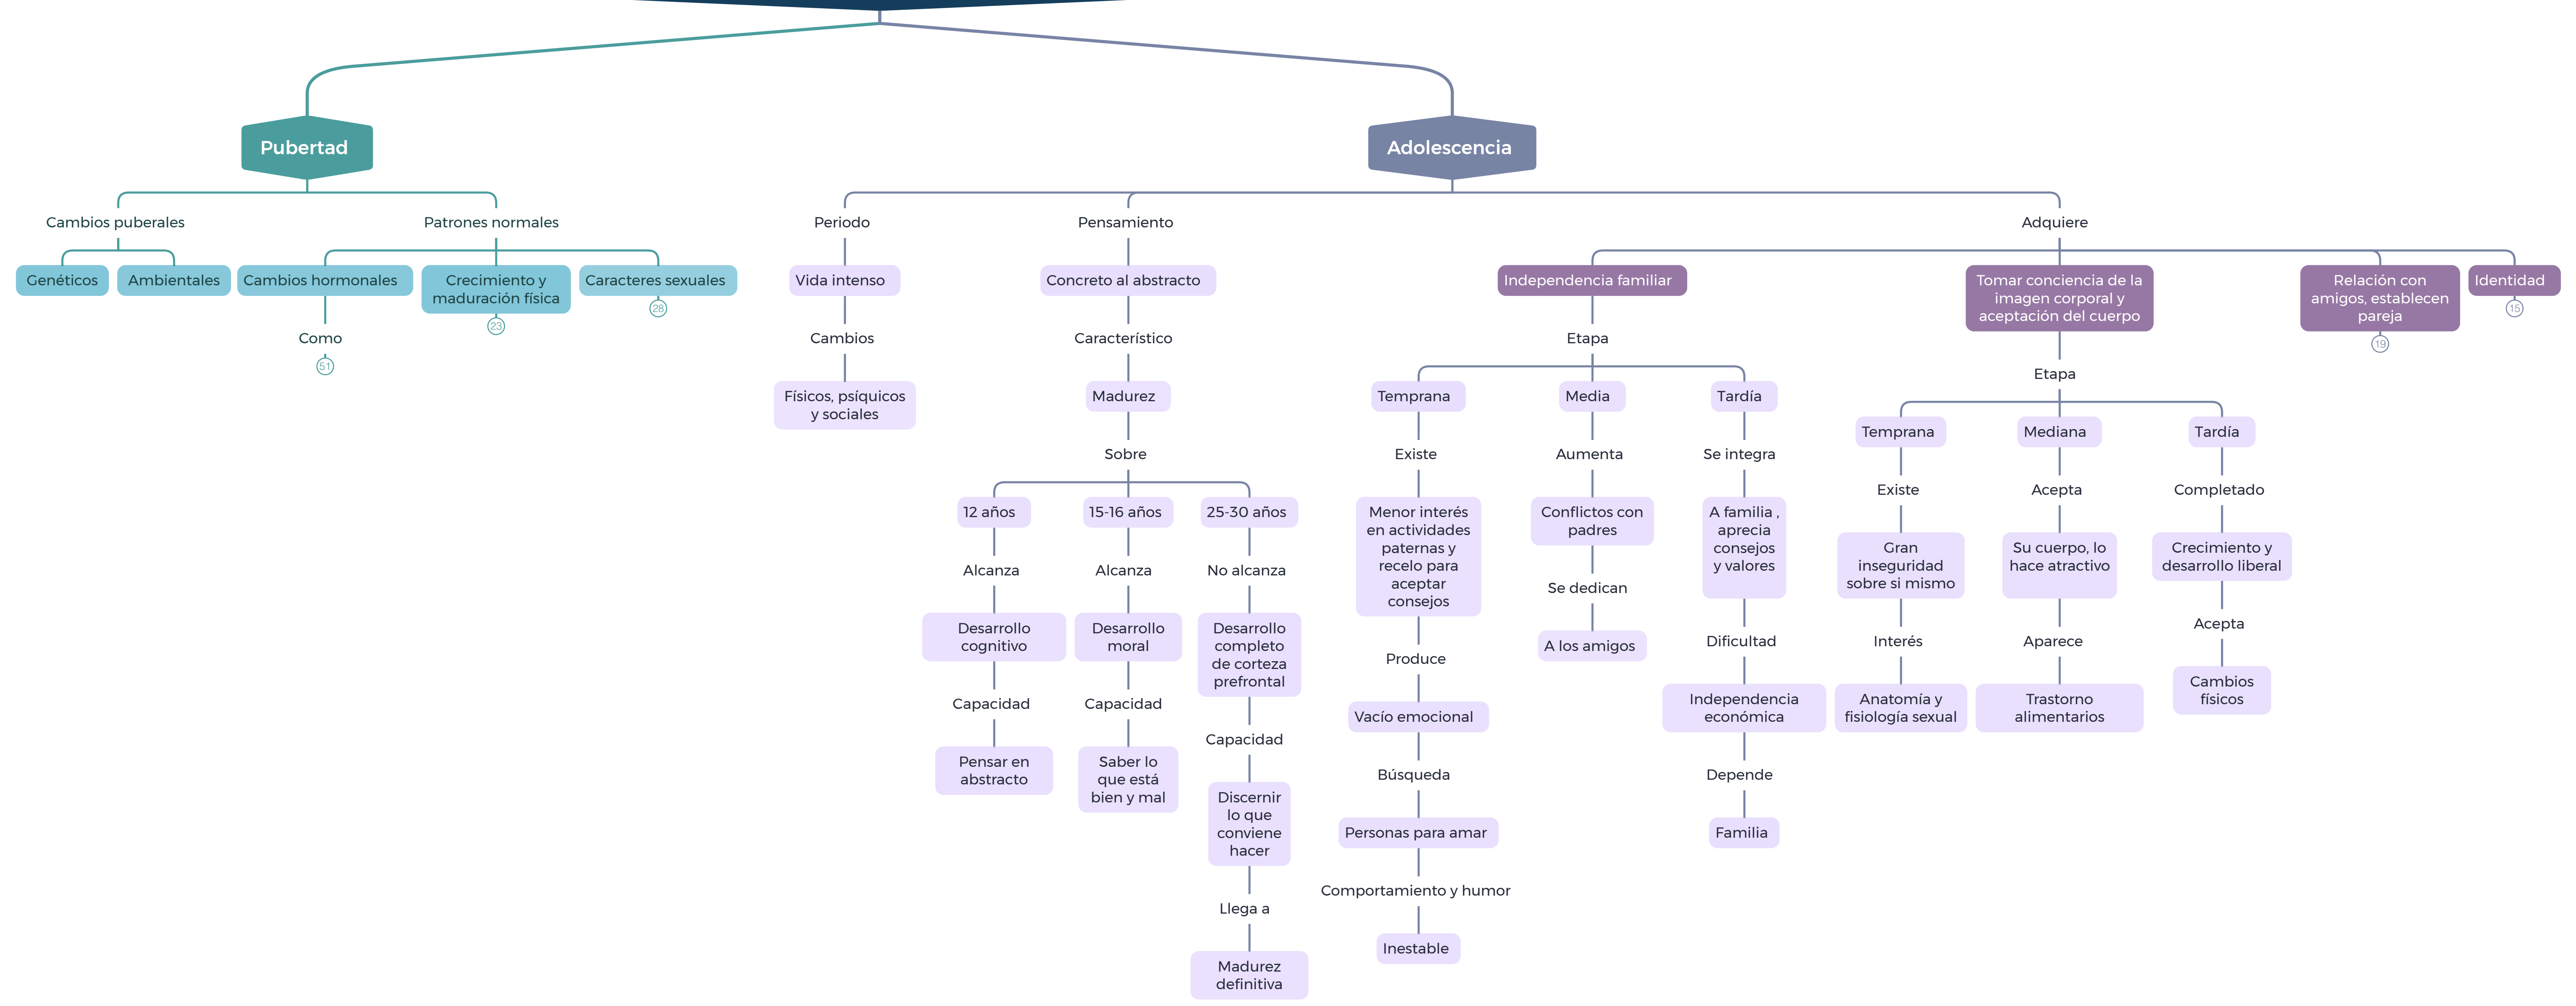 Pubertad
Adolescencia
Cambios puberales
Patrones normales
Periodo
Pensamiento
Adquiere
Genéticos
Ambientales
Cambios hormonales
Crecimiento y
maduración física
Caracteres sexuales
Vida intenso
Concreto al abstracto
Independencia familiar
Tomar conciencia de la
imagen corporal y
aceptación del cuerpo
Relación con
amigos, establecen
pareja
Identidad
23
28
19
15
Como
51
Cambios
Físicos, psíquicos
y sociales
Característico
Madurez
Sobre
12 años
Alcanza
Desarrollo
cognitivo
Capacidad
Pensar en
abstracto
15-16 años
Alcanza
Desarrollo
moral
Capacidad
Saber lo
que está
bien y mal
25-30 años
No alcanza
Desarrollo
completo
de corteza
prefrontal
Capacidad
Discernir
lo que
conviene
hacer
Llega a
Madurez
definitiva
Etapa
Temprana
Existe
Menor interés
en actividades
paternas y
recelo para
aceptar
consejos
Produce
Vacío emocional
Búsqueda
Personas para amar
Comportamiento y humor
Inestable
Media
Aumenta
Conflictos con
padres
Se dedican
A los amigos
Tardía
Se integra
A familia ,
aprecia
consejos
y valores
Dificultad
Independencia
económica
Depende
Familia
Etapa
Temprana
Existe
Gran
inseguridad
sobre si mismo
Interés
Anatomía y
fisiología sexual
Mediana
Acepta
Su cuerpo, lo
hace atractivo
Aparece
Trastorno
alimentarios
Tardía
Completado
Crecimiento y
desarrollo liberal
Acepta
Cambios
físicos